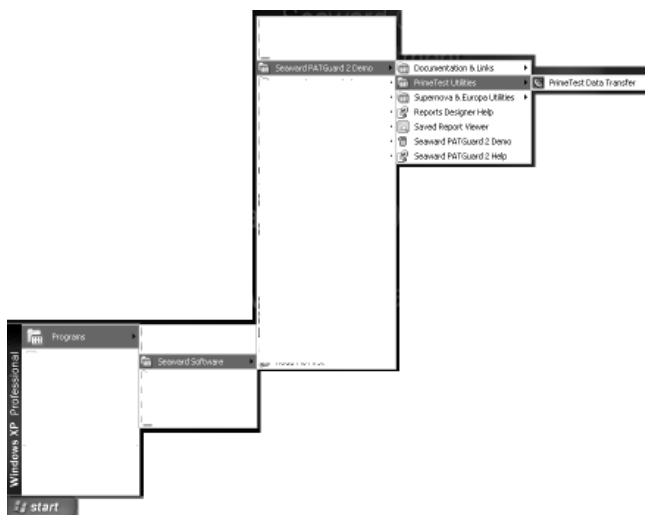 Seaward PATGuard 2 Demo
Documentation & Links
PrimeTest Utilities
PrimeTest Data Transfer
Supernova & Europa Utilities
Reports Designer Help
Saved Report Viewer
Seaward PATGuard 2 Demo
Seaward PATGuard 2 Help
Programs
Seaward Software
Windows XP Professional
start